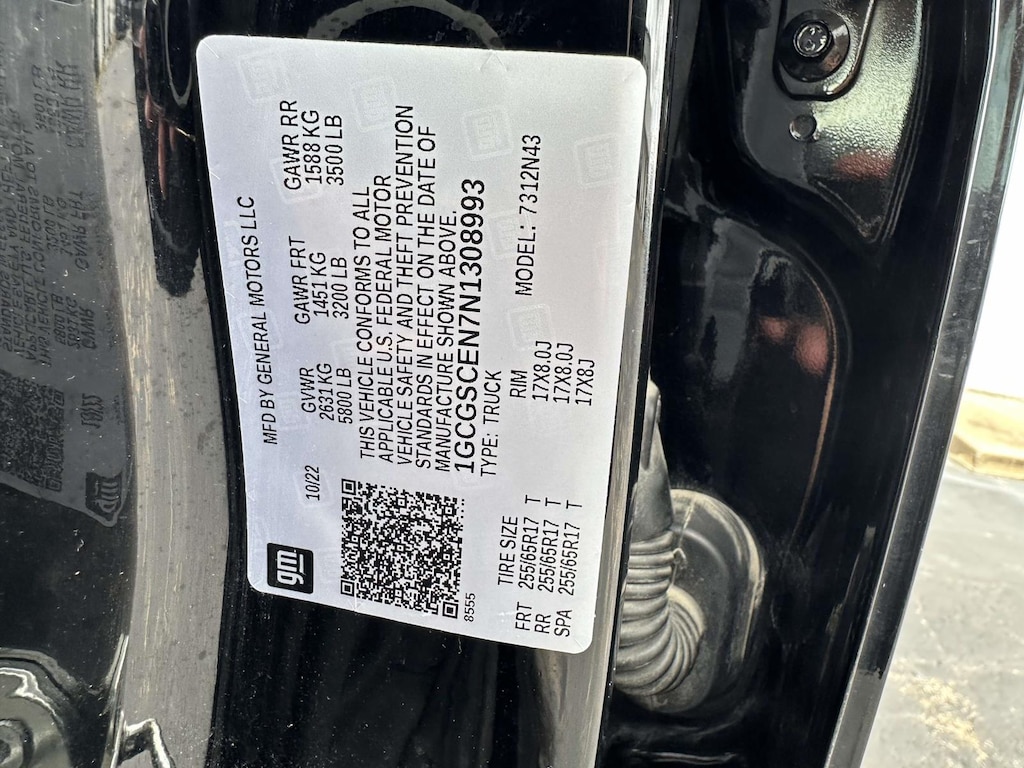 gm
MFD BY GENERAL MOTORS LLC
10/22
GVWR GAWR FRT GAWR RR
2631 KG 1451 KG 1588 KG
5800 LB 3200 LB 3500 LB
THIS VEHICLE CONFORMS TO ALL
APPLICABLE U.S. FEDERAL MOTOR
VEHICLE SAFETY AND THEFT PREVENTION
STANDARDS IN EFFECT ON THE DATE OF
MANUFACTURE SHOWN ABOVE.
1GCGSCEN7N1308993
8555
TYPE: TRUCK MODEL: 7312N43
TIRE SIZE RIM
FRT 255/65R17 T 17X8.0J
RR 255/65R17 T 17X8.0J
SPA 255/65R17 T 17X8J